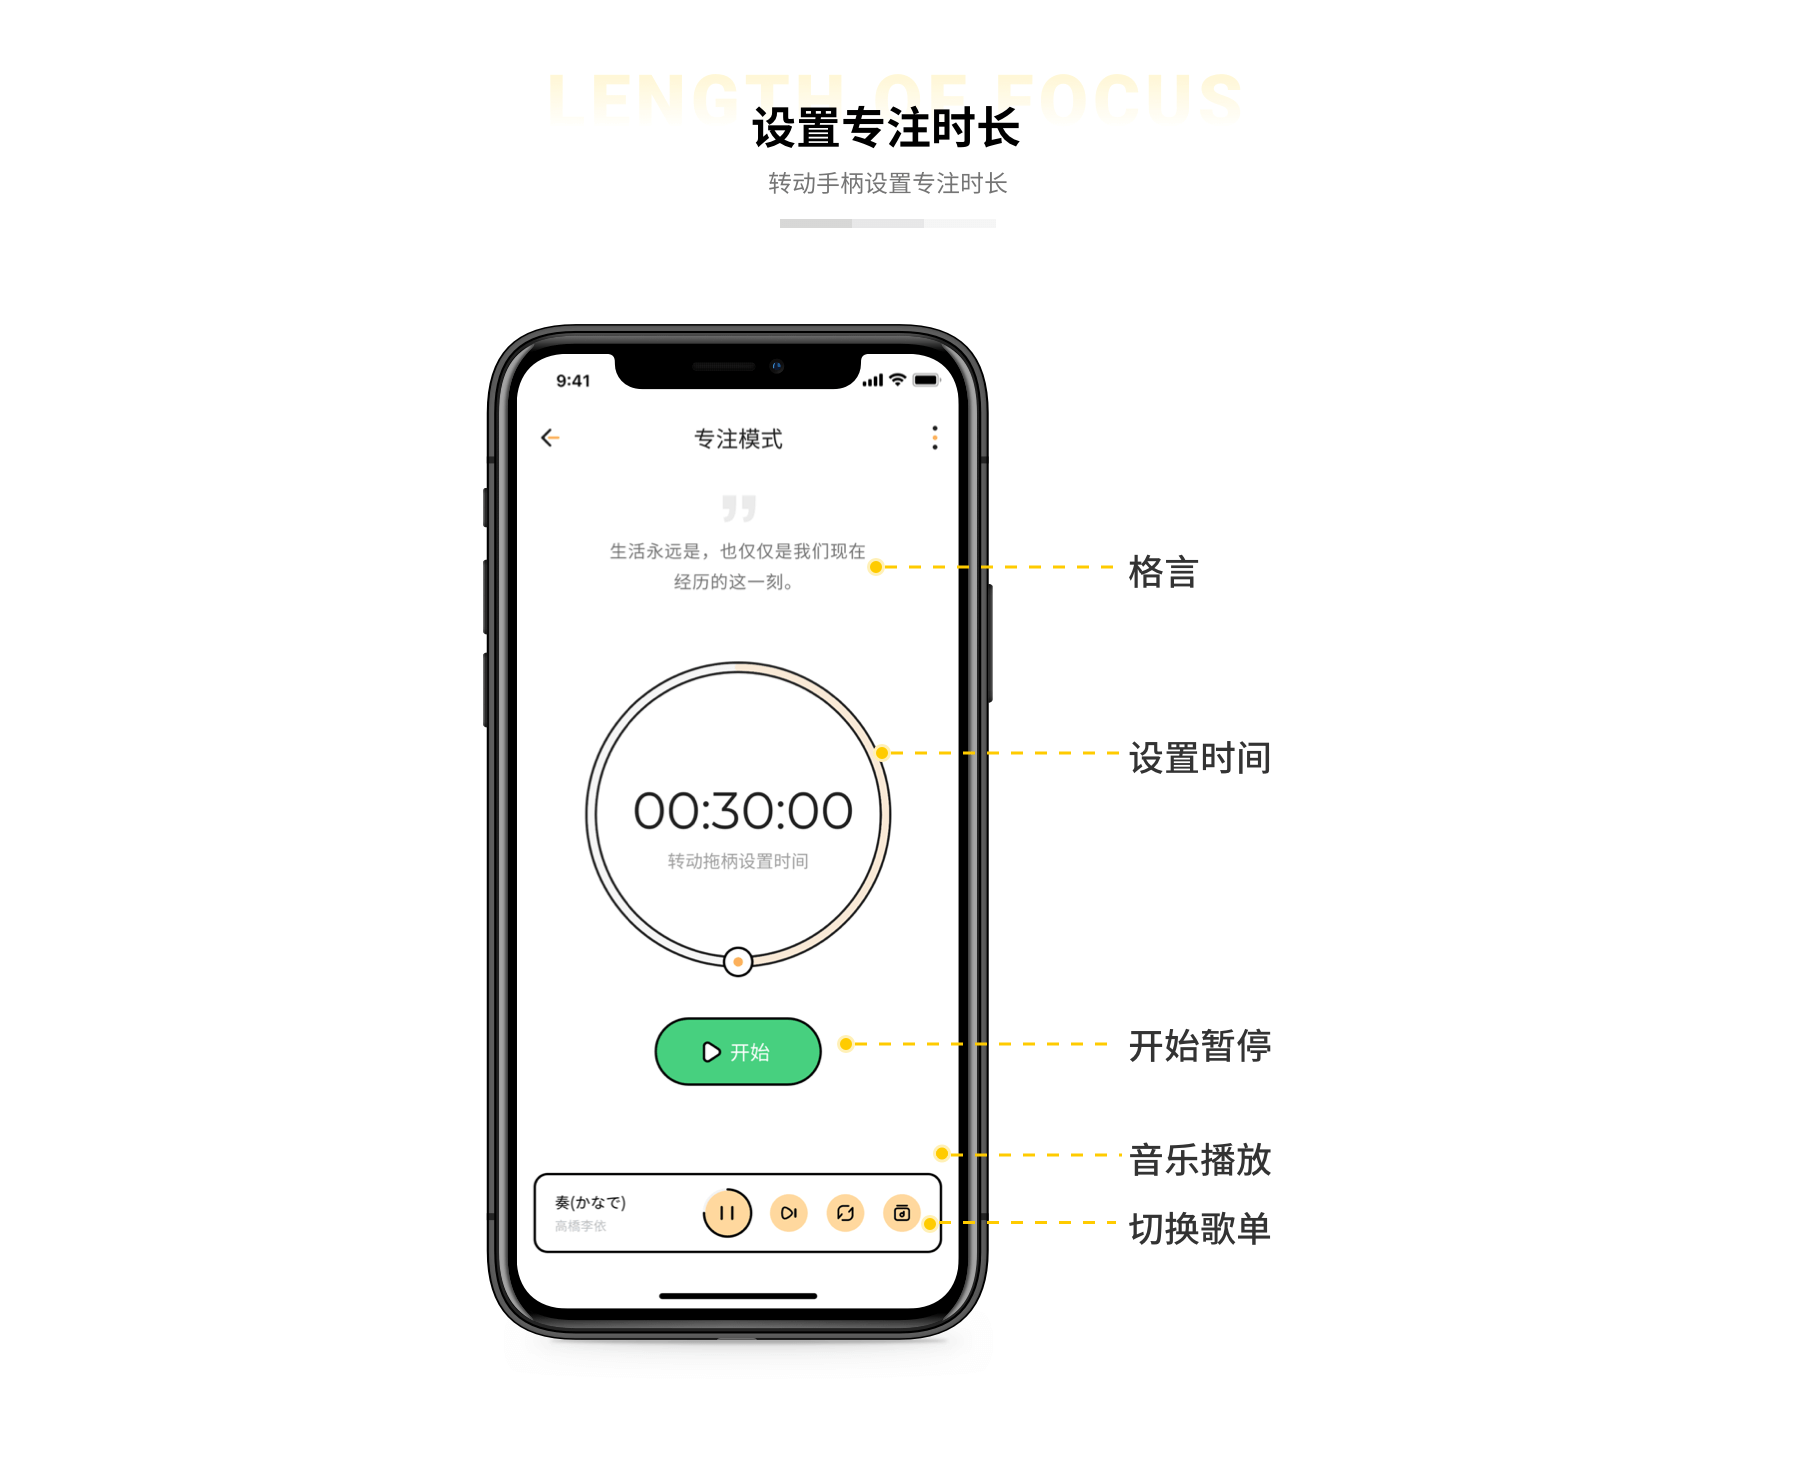 LENGTH OF FOCUS
设置专注时长
转动手柄设置专注时长
9:41
专注模式
生活永远是，也仅仅是我们现在
经历的这一刻。
格言
设置时间
00:30:00
转动拖柄设置时间
开始
开始暂停
音乐播放
奏(かなで)
高橋李依
切换歌单